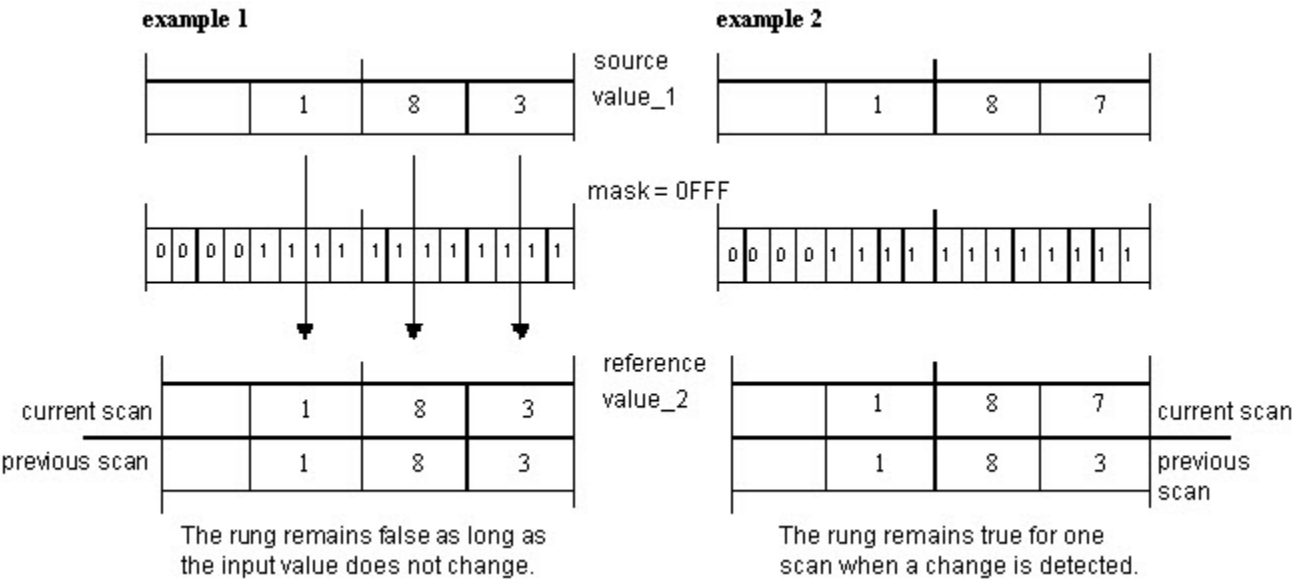 example 1
example 2
source
value_1
1 8 3
1 8 7
mask = 0FFF
0 0 0 0 1 1 1 1 1 1 1 1 1 1 1 1
0 0 0 0 1 1 1 1 1 1 1 1 1 1 1 1
reference
value_2
current scan
1 8 3
1 8 7
current scan
previous scan
1 8 3
1 8 3
previous
scan
The rung remains false as long as
the input value does not change.
The rung remains true for one
scan when a change is detected.